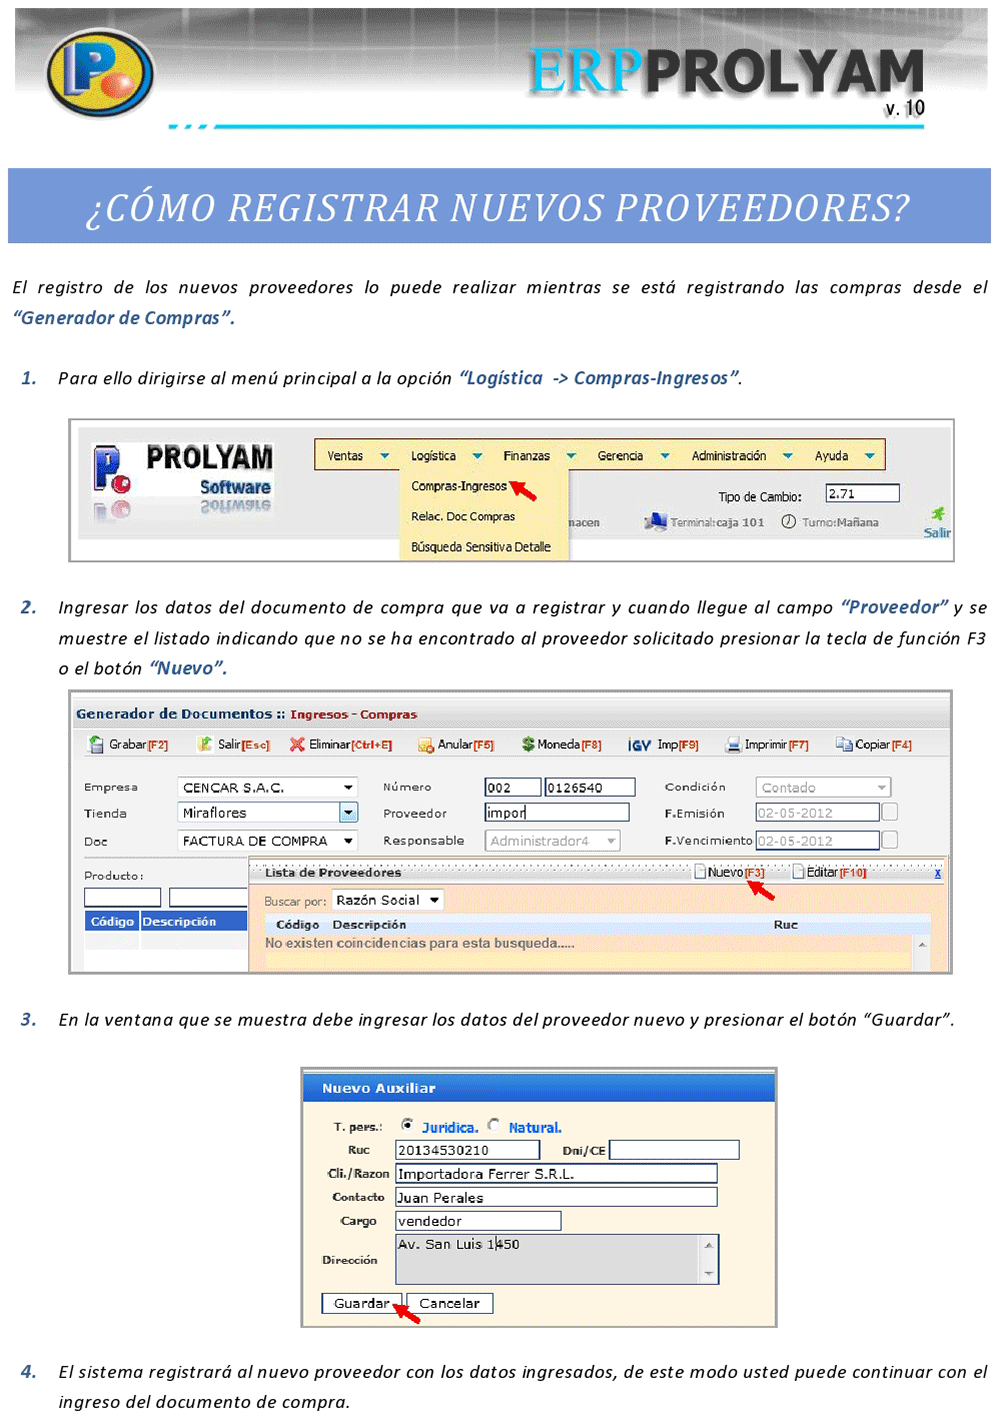 ERPPROLYAM
v. 10
¿CÓMO REGISTRAR NUEVOS PROVEEDORES?
El registro de los nuevos proveedores lo puede realizar mientras se está registrando las compras desde el
“Generador de Compras”.
1. Para ello dirigirse al menú principal a la opción “Logística -> Compras-Ingresos”.
PROLYAM
Software
Ventas Logística Finanzas Gerencia Administración Ayuda
Compras-Ingresos
Tipo de Cambio: 2.71
Relac. Doc Compras
macen Terminal:caja 101 Turno:Mañana
Salir
Búsqueda Sensitiva Detalle
2. Ingresar los datos del documento de compra que va a registrar y cuando llegue al campo “Proveedor” y se
muestre el listado indicando que no se ha encontrado al proveedor solicitado presionar la tecla de función F3
o el botón “Nuevo”.
Generador de Documentos :: Ingresos - Compras
Grabar[F2] Salir[Esc] Eliminar[Ctrl+E] Anular[F5] Moneda[F8] IGV Imp[F9] Imprimir[F7] Copiar[F4]
Empresa CENCAR S.A.C. Número 002 0126540 Condición Contado
Tienda Miraflores Proveedor impor F.Emisión 02-05-2012
Doc FACTURA DE COMPRA Responsable Administrador4 F.Vencimiento 02-05-2012
Lista de Proveedores Nuevo[F3] Editar[F10] x
Producto:
Buscar por: Razón Social
Código Descripción
Código Descripción Ruc
No existen coincidencias para esta busqueda.....
3. En la ventana que se muestra debe ingresar los datos del proveedor nuevo y presionar el botón “Guardar”.
Nuevo Auxiliar
T. pers.: Juridica. Natural.
Ruc 20134530210 Dni/CE
Cli./Razon Importadora Ferrer S.R.L.
Contacto Juan Perales
Cargo vendedor
Dirección Av. San Luis 1450
Guardar Cancelar
4. El sistema registrará al nuevo proveedor con los datos ingresados, de este modo usted puede continuar con el
ingreso del documento de compra.